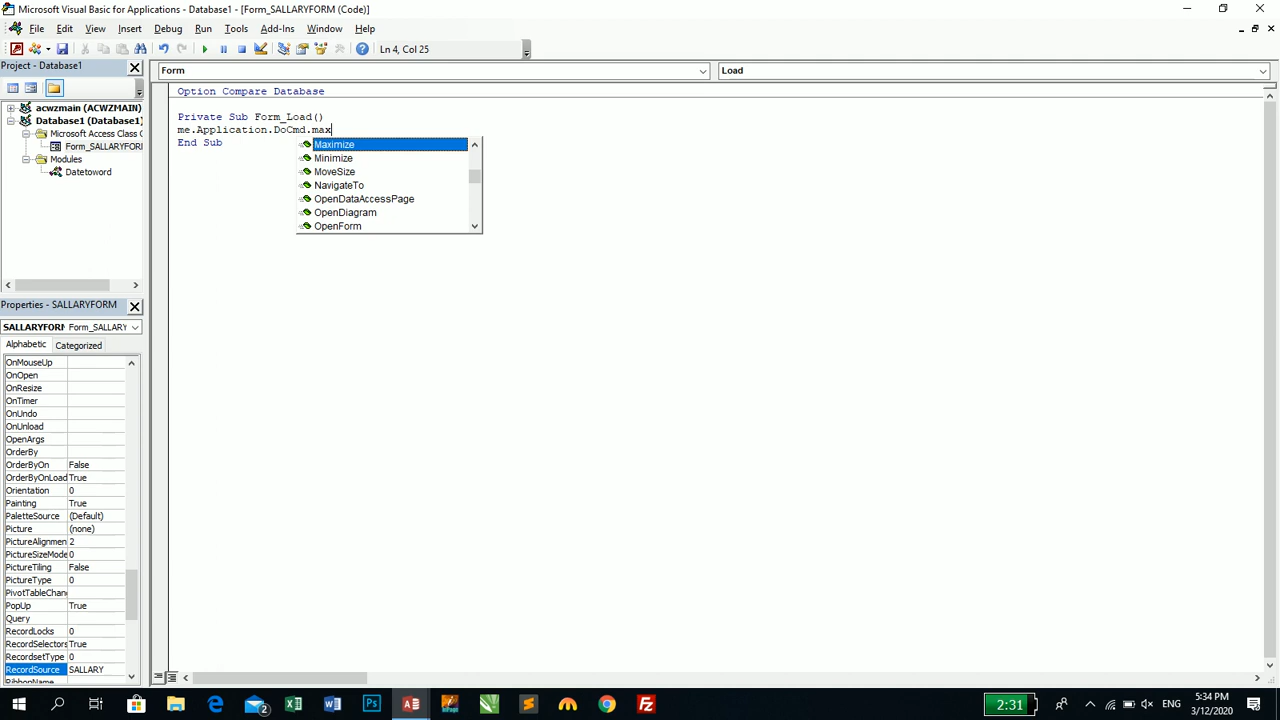 Microsoft Visual Basic for Applications - Database1 - [Form_SALLARYFORM (Code)]
File Edit View Insert Format Debug Run Tools Add-Ins Window Help
Ln 4, Col 25
Project - Database1
Form
Load
acwzmain (ACWZMAIN)
Database1 (Database1)
Microsoft Access Class O
Form_SALLARYFORM
Modules
Datetoword
Option Compare Database
Private Sub Form_Load()
me.Application.DoCmd.max
End Sub
Maximize
Minimize
MoveSize
NavigateTo
OpenDataAccessPage
OpenDiagram
OpenForm
Properties - SALLARYFORM
SALLARYFORM Form_SALLARY
Alphabetic Categorized
OnMouseUp
OnOpen
OnResize
OnTimer
OnUndo
OnUnload
OpenArgs
OrderBy
OrderByOn False
OrderByOnLoad True
Orientation 0
Painting True
PaletteSource (Default)
Picture (none)
PictureAlignmen 2
PictureSizeMode 0
PictureTiling False
PictureType 0
PivotTableChan
PopUp True
Query
RecordLocks 0
RecordSelectors True
RecordsetType 0
RecordSource SALLARY
RibbonName
2:31
5:34 PM
3/12/2020